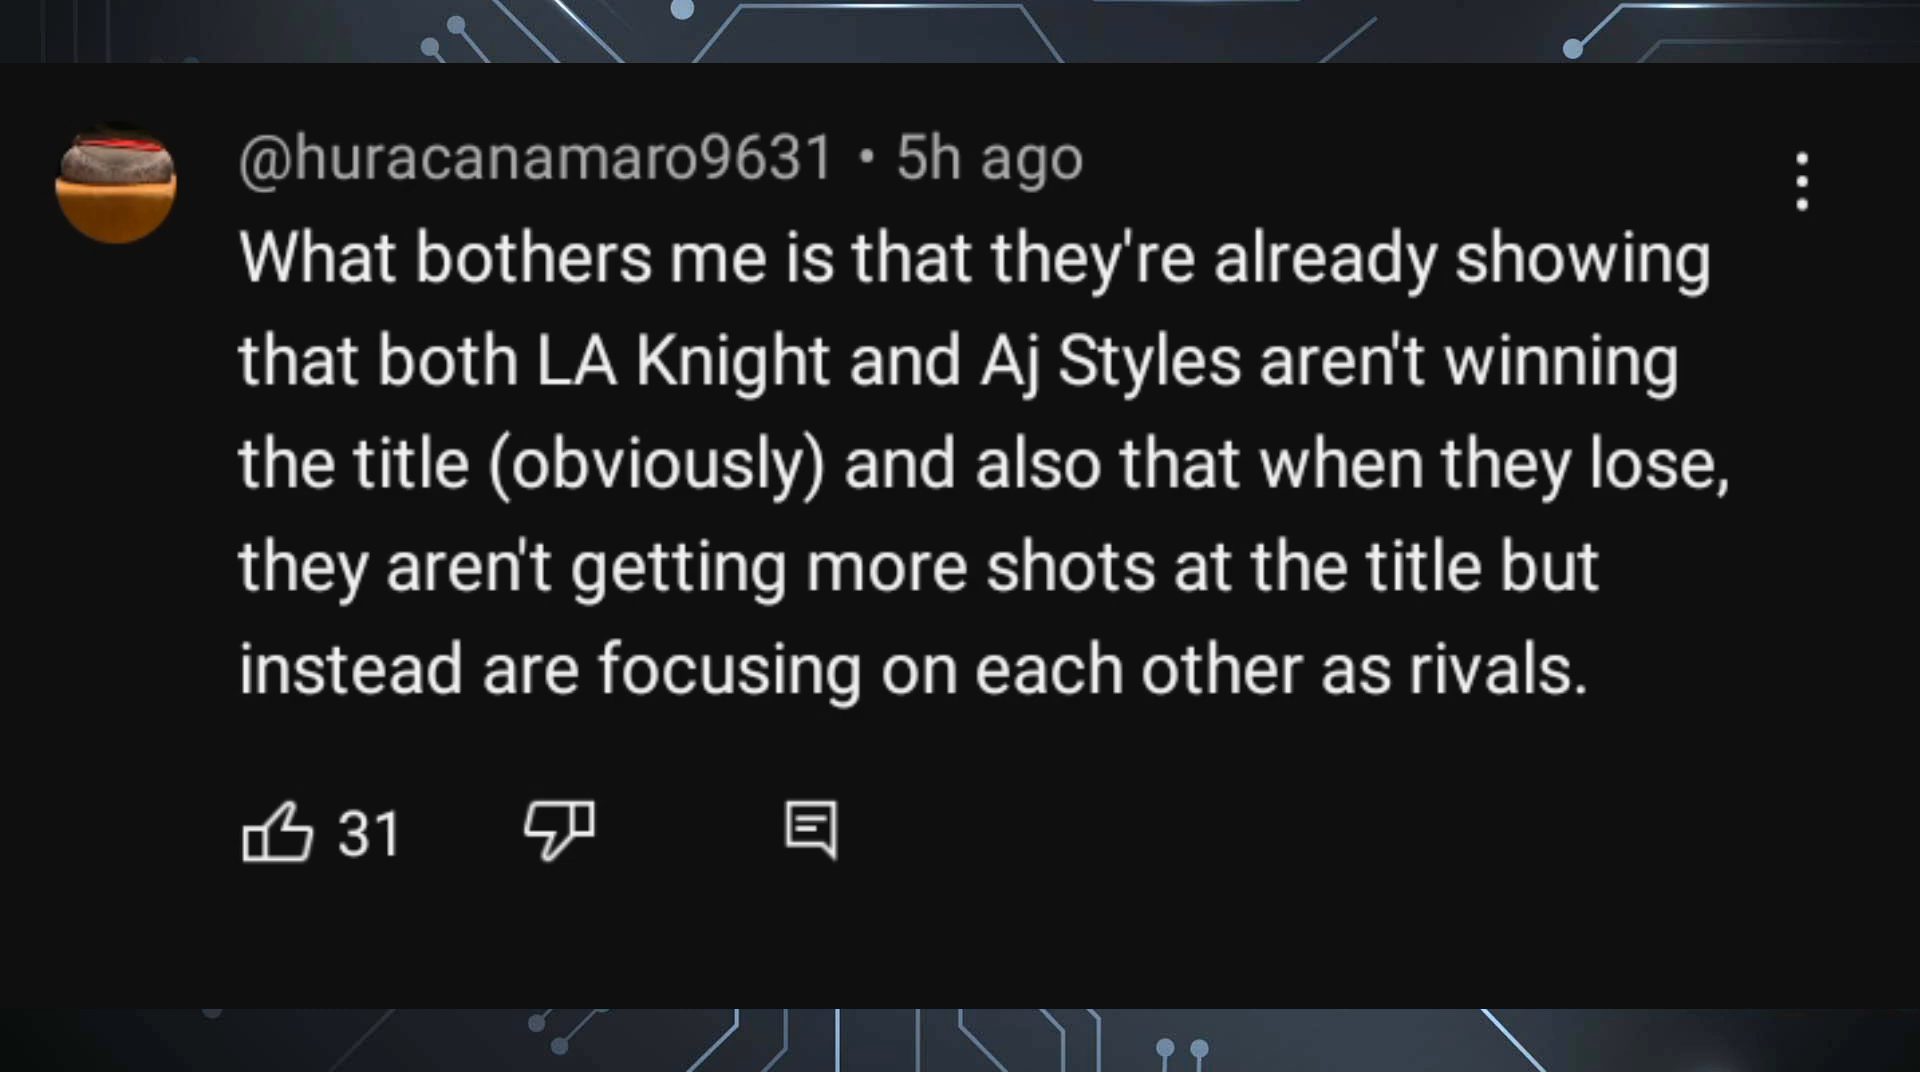 @huracanamaro9631 • 5h ago
What bothers me is that they're already showing
that both LA Knight and Aj Styles aren't winning
the title (obviously) and also that when they lose,
they aren't getting more shots at the title but
instead are focusing on each other as rivals.
31